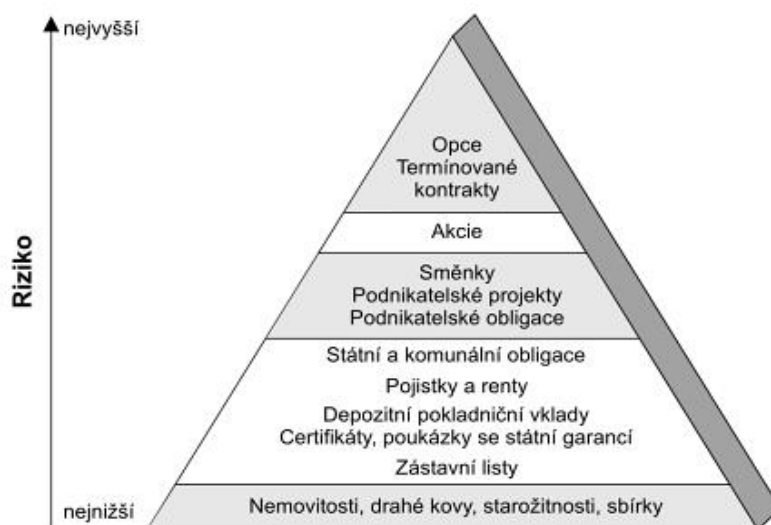 nejvyšší
Opce
Termínované
kontrakty
Akcie
Směnky
Podnikatelské projekty
Podnikatelské obligace
Státní a komunální obligace
Pojistky a renty
Depozitní pokladniční vklady
Certifikáty, poukázky se státní garancí
Zástavní listy
Nemovitosti, drahé kovy, starožitnosti, sbírky
nejnižší
Riziko